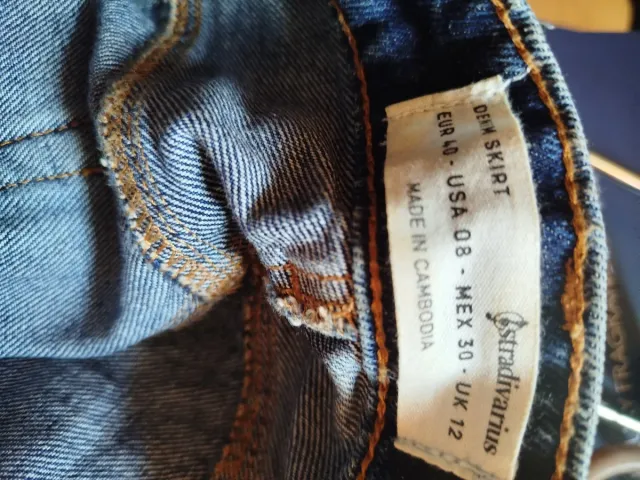 Stradivarius
DENIM SKIRT
EUR 40 - USA 08 - MEX 30 - UK 12
MADE IN CAMBODIA